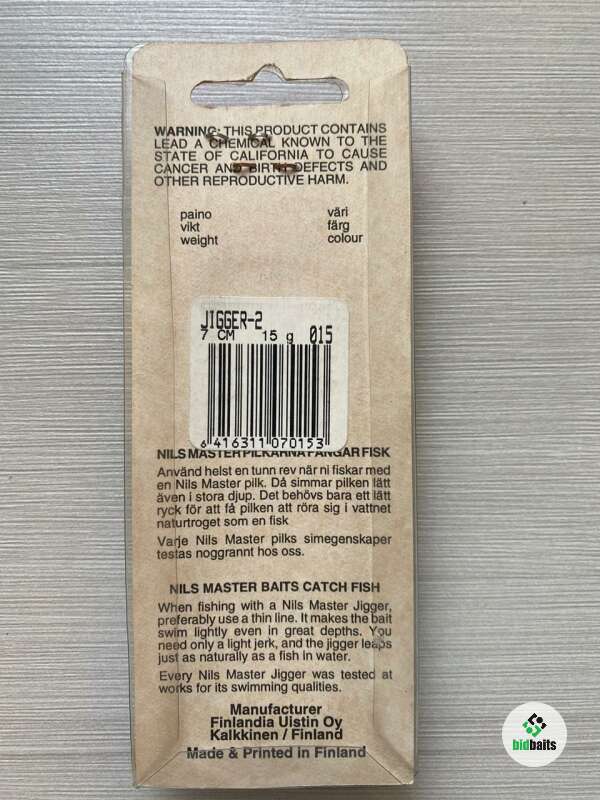 WARNING: THIS PRODUCT CONTAINS
LEAD A CHEMICAL KNOWN TO THE
STATE OF CALIFORNIA TO CAUSE
CANCER AND BIRTH DEFECTS AND
OTHER REPRODUCTIVE HARM.
paino väri
vikt färg
weight colour
JIGGER-2
7 CM 15 g 015
6 416311 070153
NILS MASTER PILKARNA FÅNGAR FISK
Använd helst en tunn rev när ni fiskar med
en Nils Master pilk. Då simmar pilken lätt
även i stora djup. Det behövs bara ett lätt
ryck för att få pilken att röra sig i vattnet
naturtroget som en fisk
Varje Nils Master pilks simegenskaper
testas noggrannt hos oss.
NILS MASTER BAITS CATCH FISH
When fishing with a Nils Master Jigger,
preferably use a thin line. It makes the bait
swim lightly even in great depths. You
need only a light jerk, and the jigger leaps
just as naturally as a fish in water.
Every Nils Master Jigger was tested at
works for its swimming qualities.
Manufacturer
Finlandia Uistin Oy
Kalkkinen / Finland
Made & Printed in Finland
bidbaits